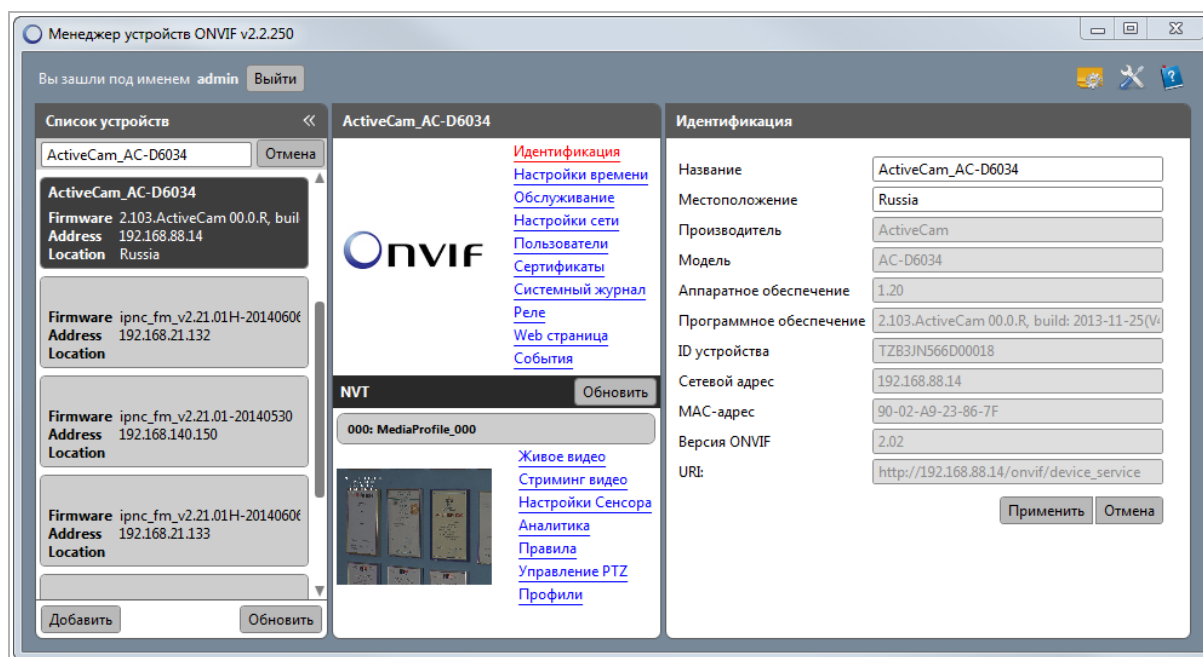 Менеджер устройств ONVIF v2.2.250
Вы зашли под именем admin Выйти
Список устройств
ActiveCam_AC-D6034 Отмена
ActiveCam_AC-D6034
Firmware 2.103.ActiveCam 00.0.R, buil
Address 192.168.88.14
Location Russia
Firmware ipnc_fm_v2.21.01H-20140606
Address 192.168.21.132
Location
Firmware ipnc_fm_v2.21.01-20140530
Address 192.168.140.150
Location
Firmware ipnc_fm_v2.21.01H-20140606
Address 192.168.21.133
Location
Добавить Обновить
ActiveCam_AC-D6034
ONVIF
Идентификация
Настройки времени
Обслуживание
Настройки сети
Пользователи
Сертификаты
Системный журнал
Реле
Web страница
События
NVT Обновить
000: MediaProfile_000
Живое видео
Стриминг видео
Настройки Сенсора
Аналитика
Правила
Управление PTZ
Профили
Идентификация
Название ActiveCam_AC-D6034
Местоположение Russia
Производитель ActiveCam
Модель AC-D6034
Аппаратное обеспечение 1.20
Программное обеспечение 2.103.ActiveCam 00.0.R, build: 2013-11-25(V4
ID устройства TZB3JN566D00018
Сетевой адрес 192.168.88.14
MAC-адрес 90-02-A9-23-86-7F
Версия ONVIF 2.02
URI: http://192.168.88.14/onvif/device_service
Применить Отмена